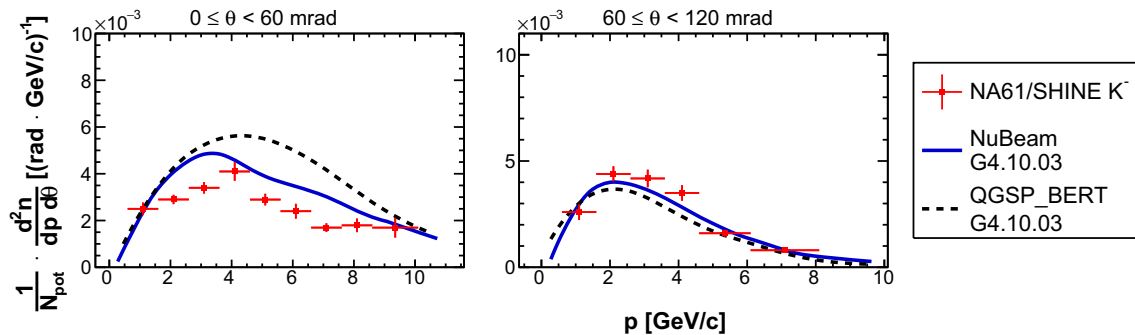 ×10⁻³ 0 ≤ θ < 60 mrad
10
8
6
4
2
0
0 2 4 6 8 10
1/N_pot · d²n/dp dθ [(rad · GeV/c)⁻¹]
×10⁻³ 60 ≤ θ < 120 mrad
10
5
0
0 2 4 6 8 10
p [GeV/c]
NA61/SHINE K⁻
NuBeam
G4.10.03
QGSP_BERT
G4.10.03